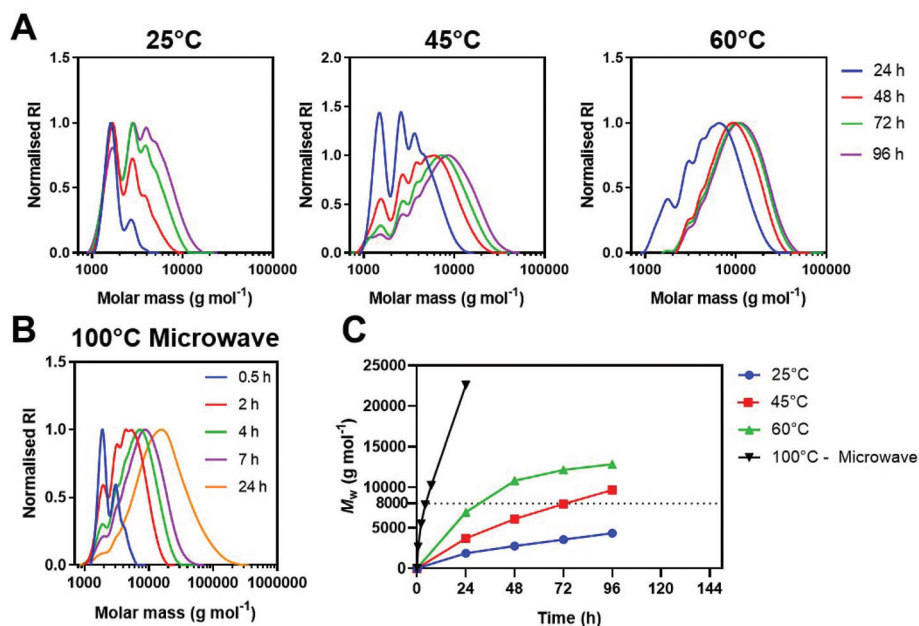 A
25°C
45°C
60°C
Normalised RI
1.5
1.0
0.5
0.0
1000
10000
100000
Molar mass (g mol⁻¹)
Normalised RI
2.0
1.5
1.0
0.5
0.0
1000
10000
100000
Molar mass (g mol⁻¹)
Normalised RI
1.5
1.0
0.5
0.0
1000
10000
100000
Molar mass (g mol⁻¹)
24 h
48 h
72 h
96 h
B
100°C Microwave
Normalised RI
1.5
1.0
0.5
0.0
1000
10000
100000
1000000
Molar mass (g mol⁻¹)
0.5 h
2 h
4 h
7 h
24 h
C
Mw (g mol⁻¹)
25000
20000
15000
10000
8000
5000
0
0
24
48
72
96
120
144
Time (h)
25°C
45°C
60°C
100°C - Microwave